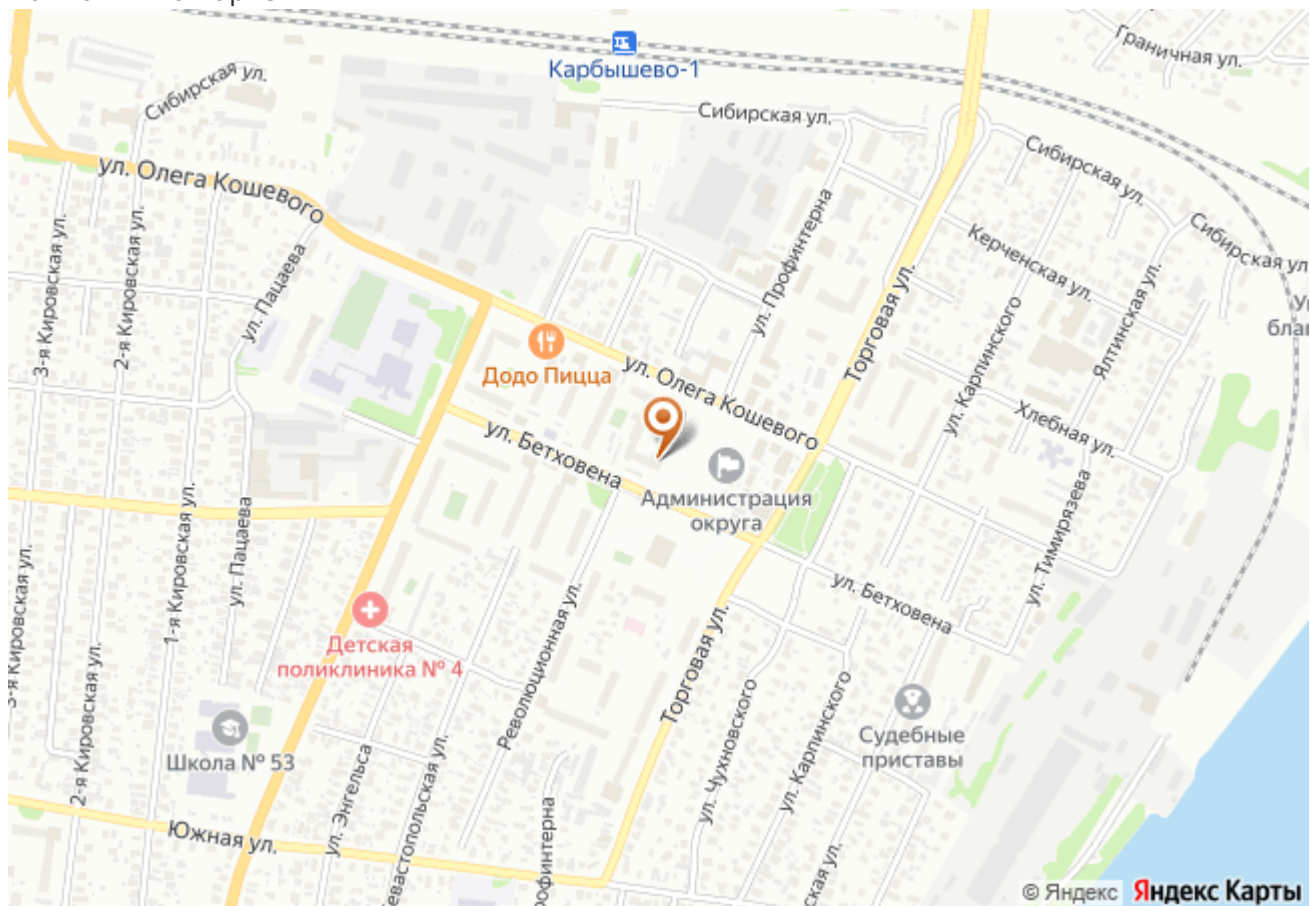 Граничная ул.
Карбышево-1
Сибирская ул.
Сибирская ул.
Сибирская ул.
Сибирская ул.
ул. Олега Кошевого
3-я Кировская ул.
2-я Кировская ул.
ул. Пацаева
ул. Профинтерна
Торговая ул.
Керченская ул.
ул. Карпинского
Ялтинская ул.
Додо Пицца
ул. Олега Кошевого
Хлебная ул.
ул. Бетховена
Администрация
округа
ул. Тимирязева
ул. Пацаева
1-я Кировская ул.
3-я Кировская ул.
2-я Кировская ул.
Детская
поликлиника № 4
Революционная ул.
Торговая ул.
ул. Бетховена
Школа № 53
ул. Энгельса
ул. Чухновского
ул. Карпинского
Судебные
приставы
Южная ул.
© Яндекс Яндекс Карты